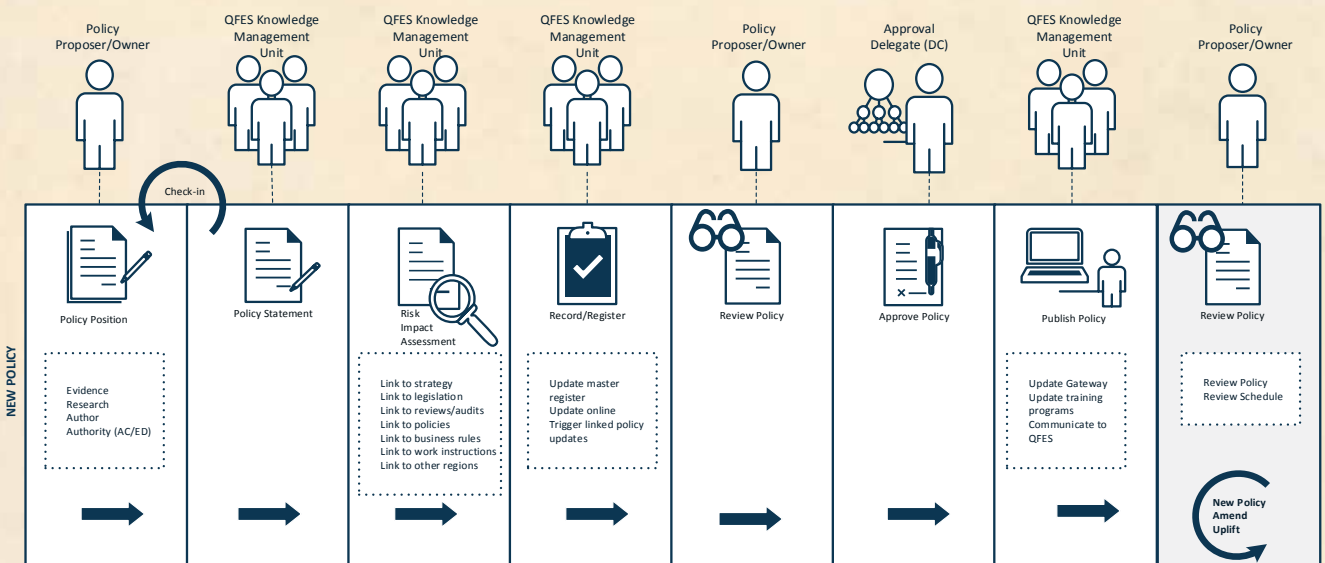 Policy
Proposer/Owner
QFES Knowledge
Management
Unit
QFES Knowledge
Management
Unit
QFES Knowledge
Management
Unit
Policy
Proposer/Owner
Approval
Delegate (DC)
QFES Knowledge
Management
Unit
Policy
Proposer/Owner
Check-in
NEW POLICY
Policy Position
Evidence
Research
Author
Authority (AC/ED)
Policy Statement
Risk
Impact
Assessment
Link to strategy
Link to legislation
Link to reviews/audits
Link to policies
Link to business rules
Link to work instructions
Link to other regions
Record/Register
Update master
register
Update online
Trigger linked policy
updates
Review Policy
Approve Policy
Publish Policy
Update Gateway
Update training
programs
Communicate to
QFES
Review Policy
Review Policy
Review Schedule
New Policy
Amend
Uplift